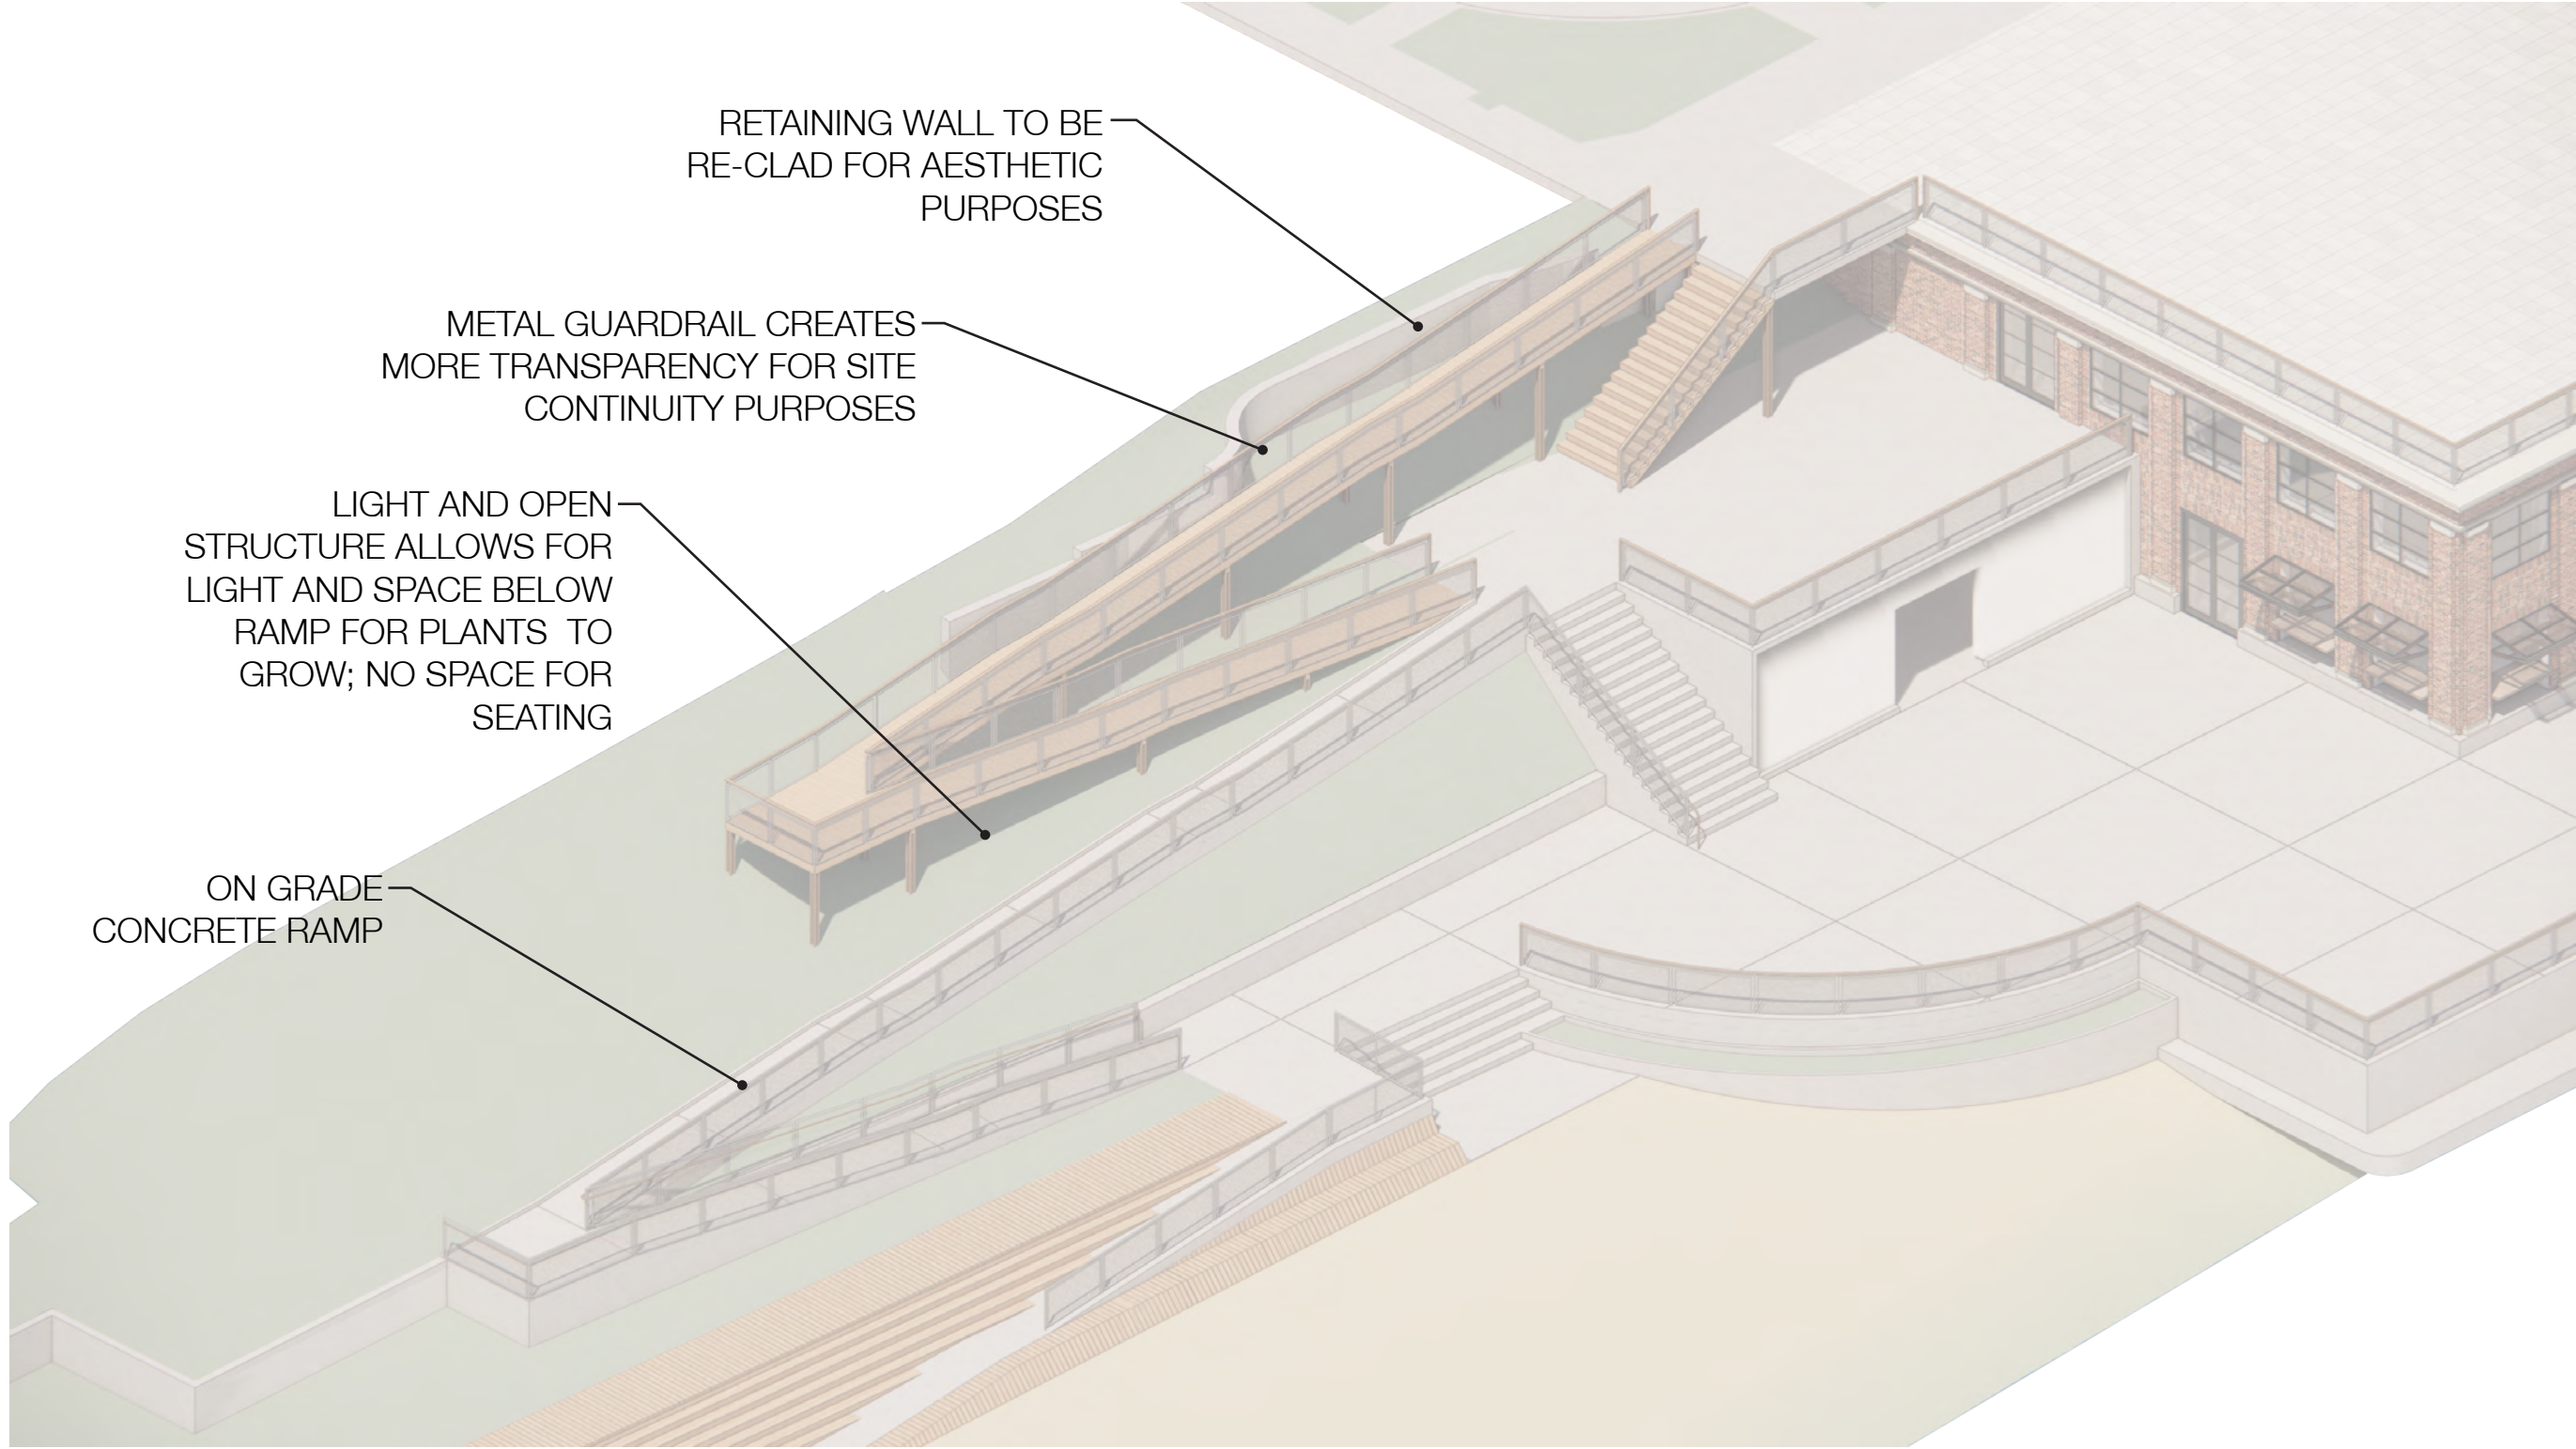 RETAINING WALL TO BE
RE-CLAD FOR AESTHETIC
PURPOSES
METAL GUARDRAIL CREATES
MORE TRANSPARENCY FOR SITE
CONTINUITY PURPOSES
LIGHT AND OPEN
STRUCTURE ALLOWS FOR
LIGHT AND SPACE BELOW
RAMP FOR PLANTS  TO
GROW; NO SPACE FOR
SEATING
ON GRADE
CONCRETE RAMP